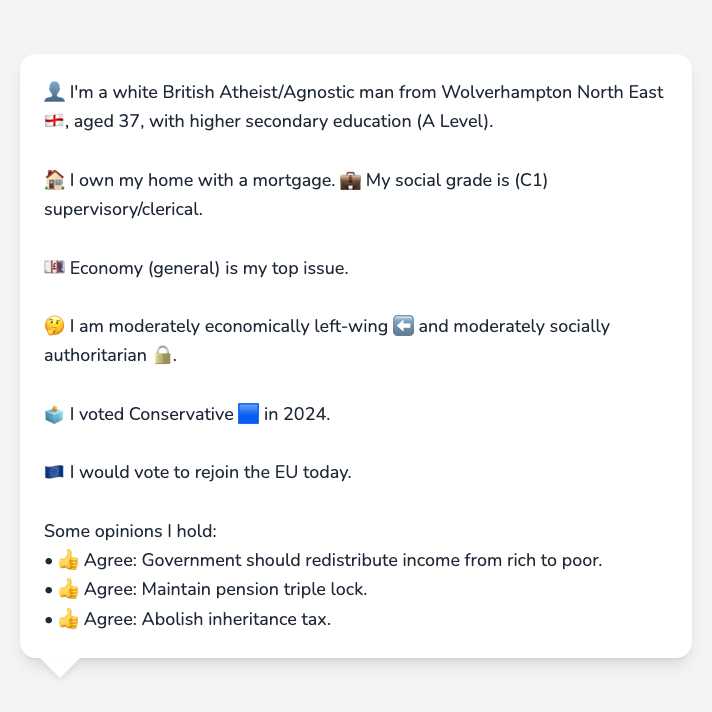 👤 I'm a white British Atheist/Agnostic man from Wolverhampton North East
🏴󠁧󠁢󠁥󠁮󠁧󠁿, aged 37, with higher secondary education (A Level).
🏠 I own my home with a mortgage. 💼 My social grade is (C1)
supervisory/clerical.
💷 Economy (general) is my top issue.
🤔 I am moderately economically left-wing ⬅️ and moderately socially
authoritarian 🔒.
🗳️ I voted Conservative 🟦 in 2024.
🇪🇺 I would vote to rejoin the EU today.
Some opinions I hold:
• 👍 Agree: Government should redistribute income from rich to poor.
• 👍 Agree: Maintain pension triple lock.
• 👍 Agree: Abolish inheritance tax.